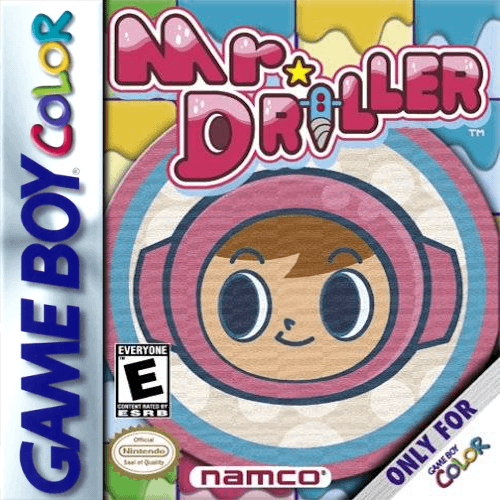 GAME BOY COLOR
Mr.
DRILLER
TM
EVERYONE
E
CONTENT RATED BY
ESRB
Official
Nintendo
Seal of Quality
namco
ONLY FOR
GAME BOY
COLOR